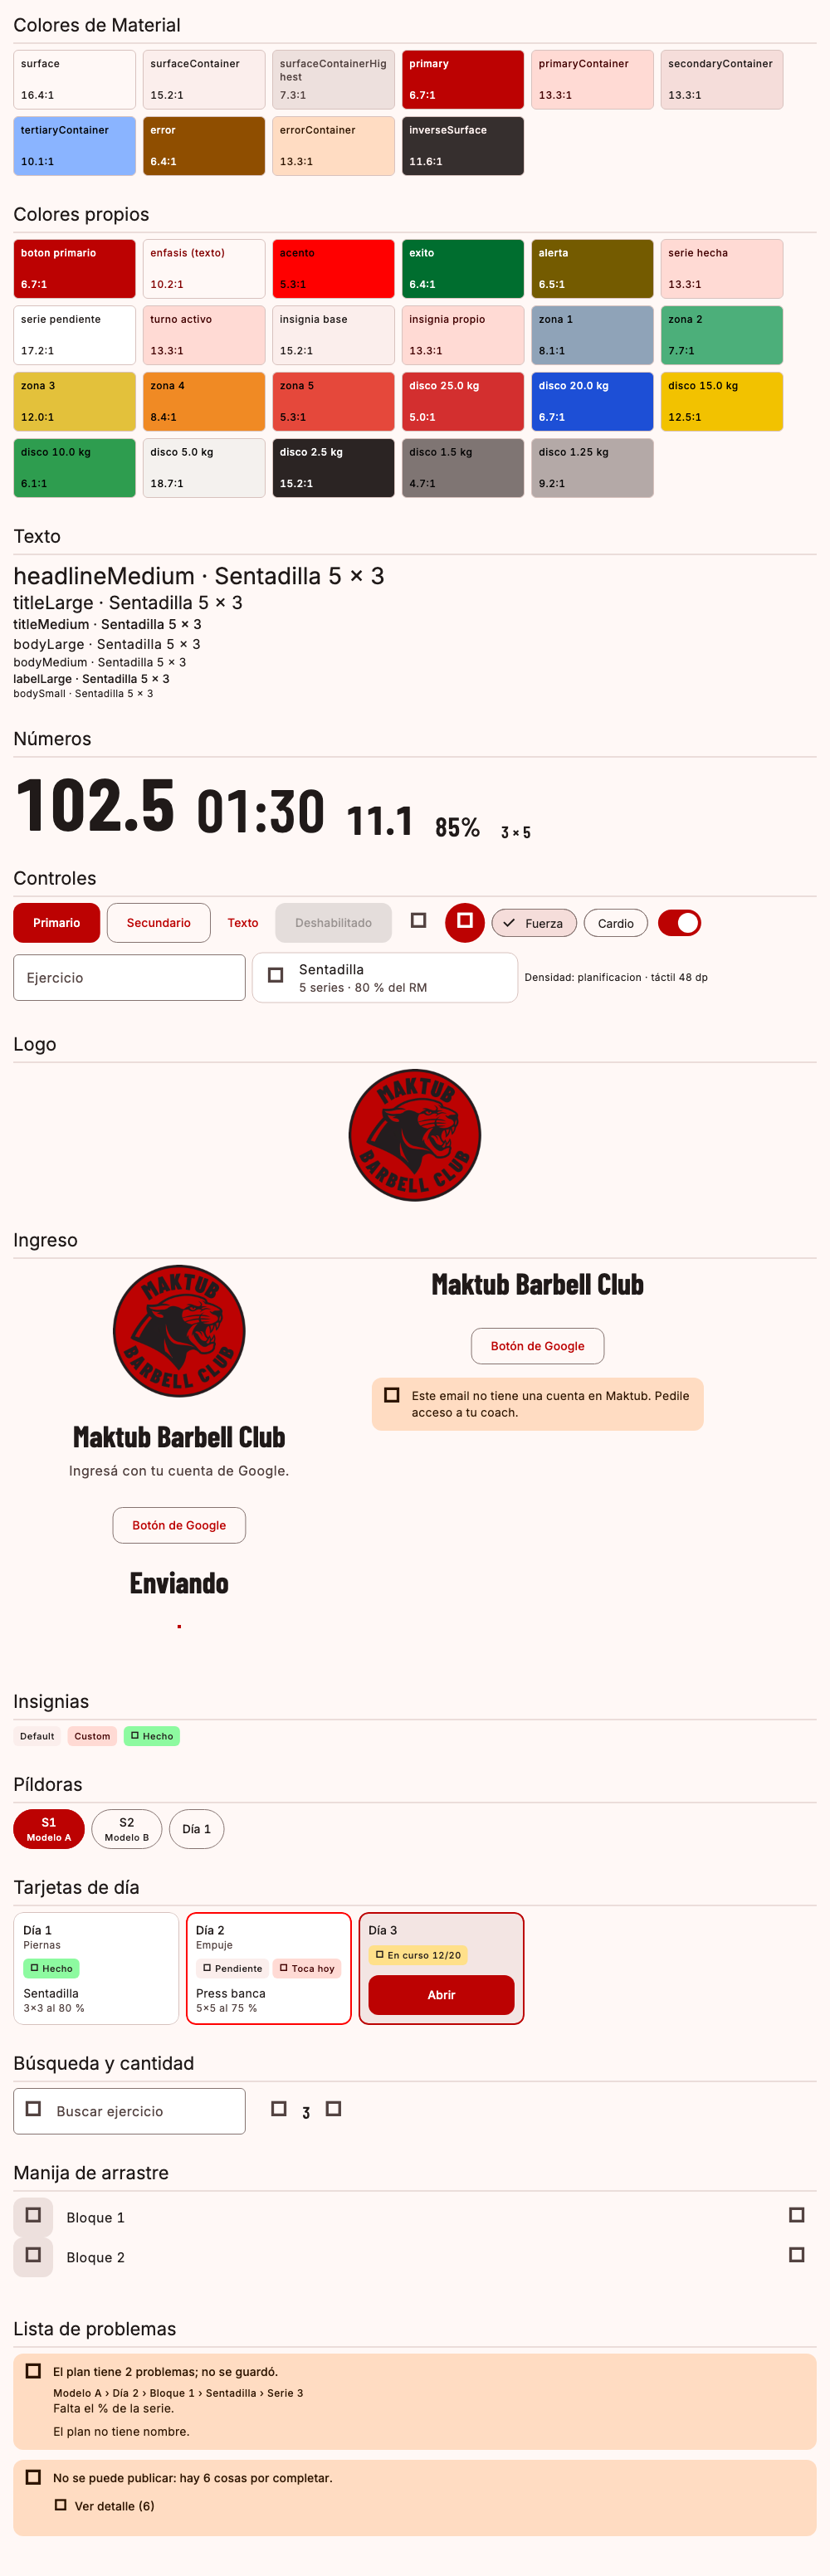 Colores de Material
surface
16.4:1
surfaceContainer
15.2:1
surfaceContainerHig
hest
7.3:1
primary
6.7:1
primaryContainer
13.3:1
secondaryContainer
13.3:1
tertiaryContainer
10.1:1
error
6.4:1
errorContainer
13.3:1
inverseSurface
11.6:1
Colores propios
boton primario
6.7:1
enfasis (texto)
10.2:1
acento
5.3:1
exito
6.4:1
alerta
6.5:1
serie hecha
13.3:1
serie pendiente
17.2:1
turno activo
13.3:1
insignia base
15.2:1
insignia propio
13.3:1
zona 1
8.1:1
zona 2
7.7:1
zona 3
12.0:1
zona 4
8.4:1
zona 5
5.3:1
disco 25.0 kg
5.0:1
disco 20.0 kg
6.7:1
disco 15.0 kg
12.5:1
disco 10.0 kg
6.1:1
disco 5.0 kg
18.7:1
disco 2.5 kg
15.2:1
disco 1.5 kg
4.7:1
disco 1.25 kg
9.2:1
Texto
headlineMedium · Sentadilla 5 × 3
titleLarge · Sentadilla 5 × 3
titleMedium · Sentadilla 5 × 3
bodyLarge · Sentadilla 5 × 3
bodyMedium · Sentadilla 5 × 3
labelLarge · Sentadilla 5 × 3
bodySmall · Sentadilla 5 × 3
Números
102.5 01:30 11.1 85% 3 × 5
Controles
Primario Secundario Texto Deshabilitado Fuerza Cardio
Ejercicio
Sentadilla
5 series · 80 % del RM
Densidad: planificacion · táctil 48 dp
Logo
MAKTUB
BARBELL CLUB
Ingreso
MAKTUB
BARBELL CLUB
Maktub Barbell Club
Ingresá con tu cuenta de Google.
Botón de Google
Maktub Barbell Club
Botón de Google
Este email no tiene una cuenta en Maktub. Pedile
acceso a tu coach.
Enviando
Insignias
Default Custom Hecho
Píldoras
S1
Modelo A
S2
Modelo B
Día 1
Tarjetas de día
Día 1
Piernas
Hecho
Sentadilla
3×3 al 80 %
Día 2
Empuje
Pendiente Toca hoy
Press banca
5×5 al 75 %
Día 3
En curso 12/20
Abrir
Búsqueda y cantidad
Buscar ejercicio 3
Manija de arrastre
Bloque 1
Bloque 2
Lista de problemas
El plan tiene 2 problemas; no se guardó.
Modelo A › Día 2 › Bloque 1 › Sentadilla › Serie 3
Falta el % de la serie.
El plan no tiene nombre.
No se puede publicar: hay 6 cosas por completar.
Ver detalle (6)